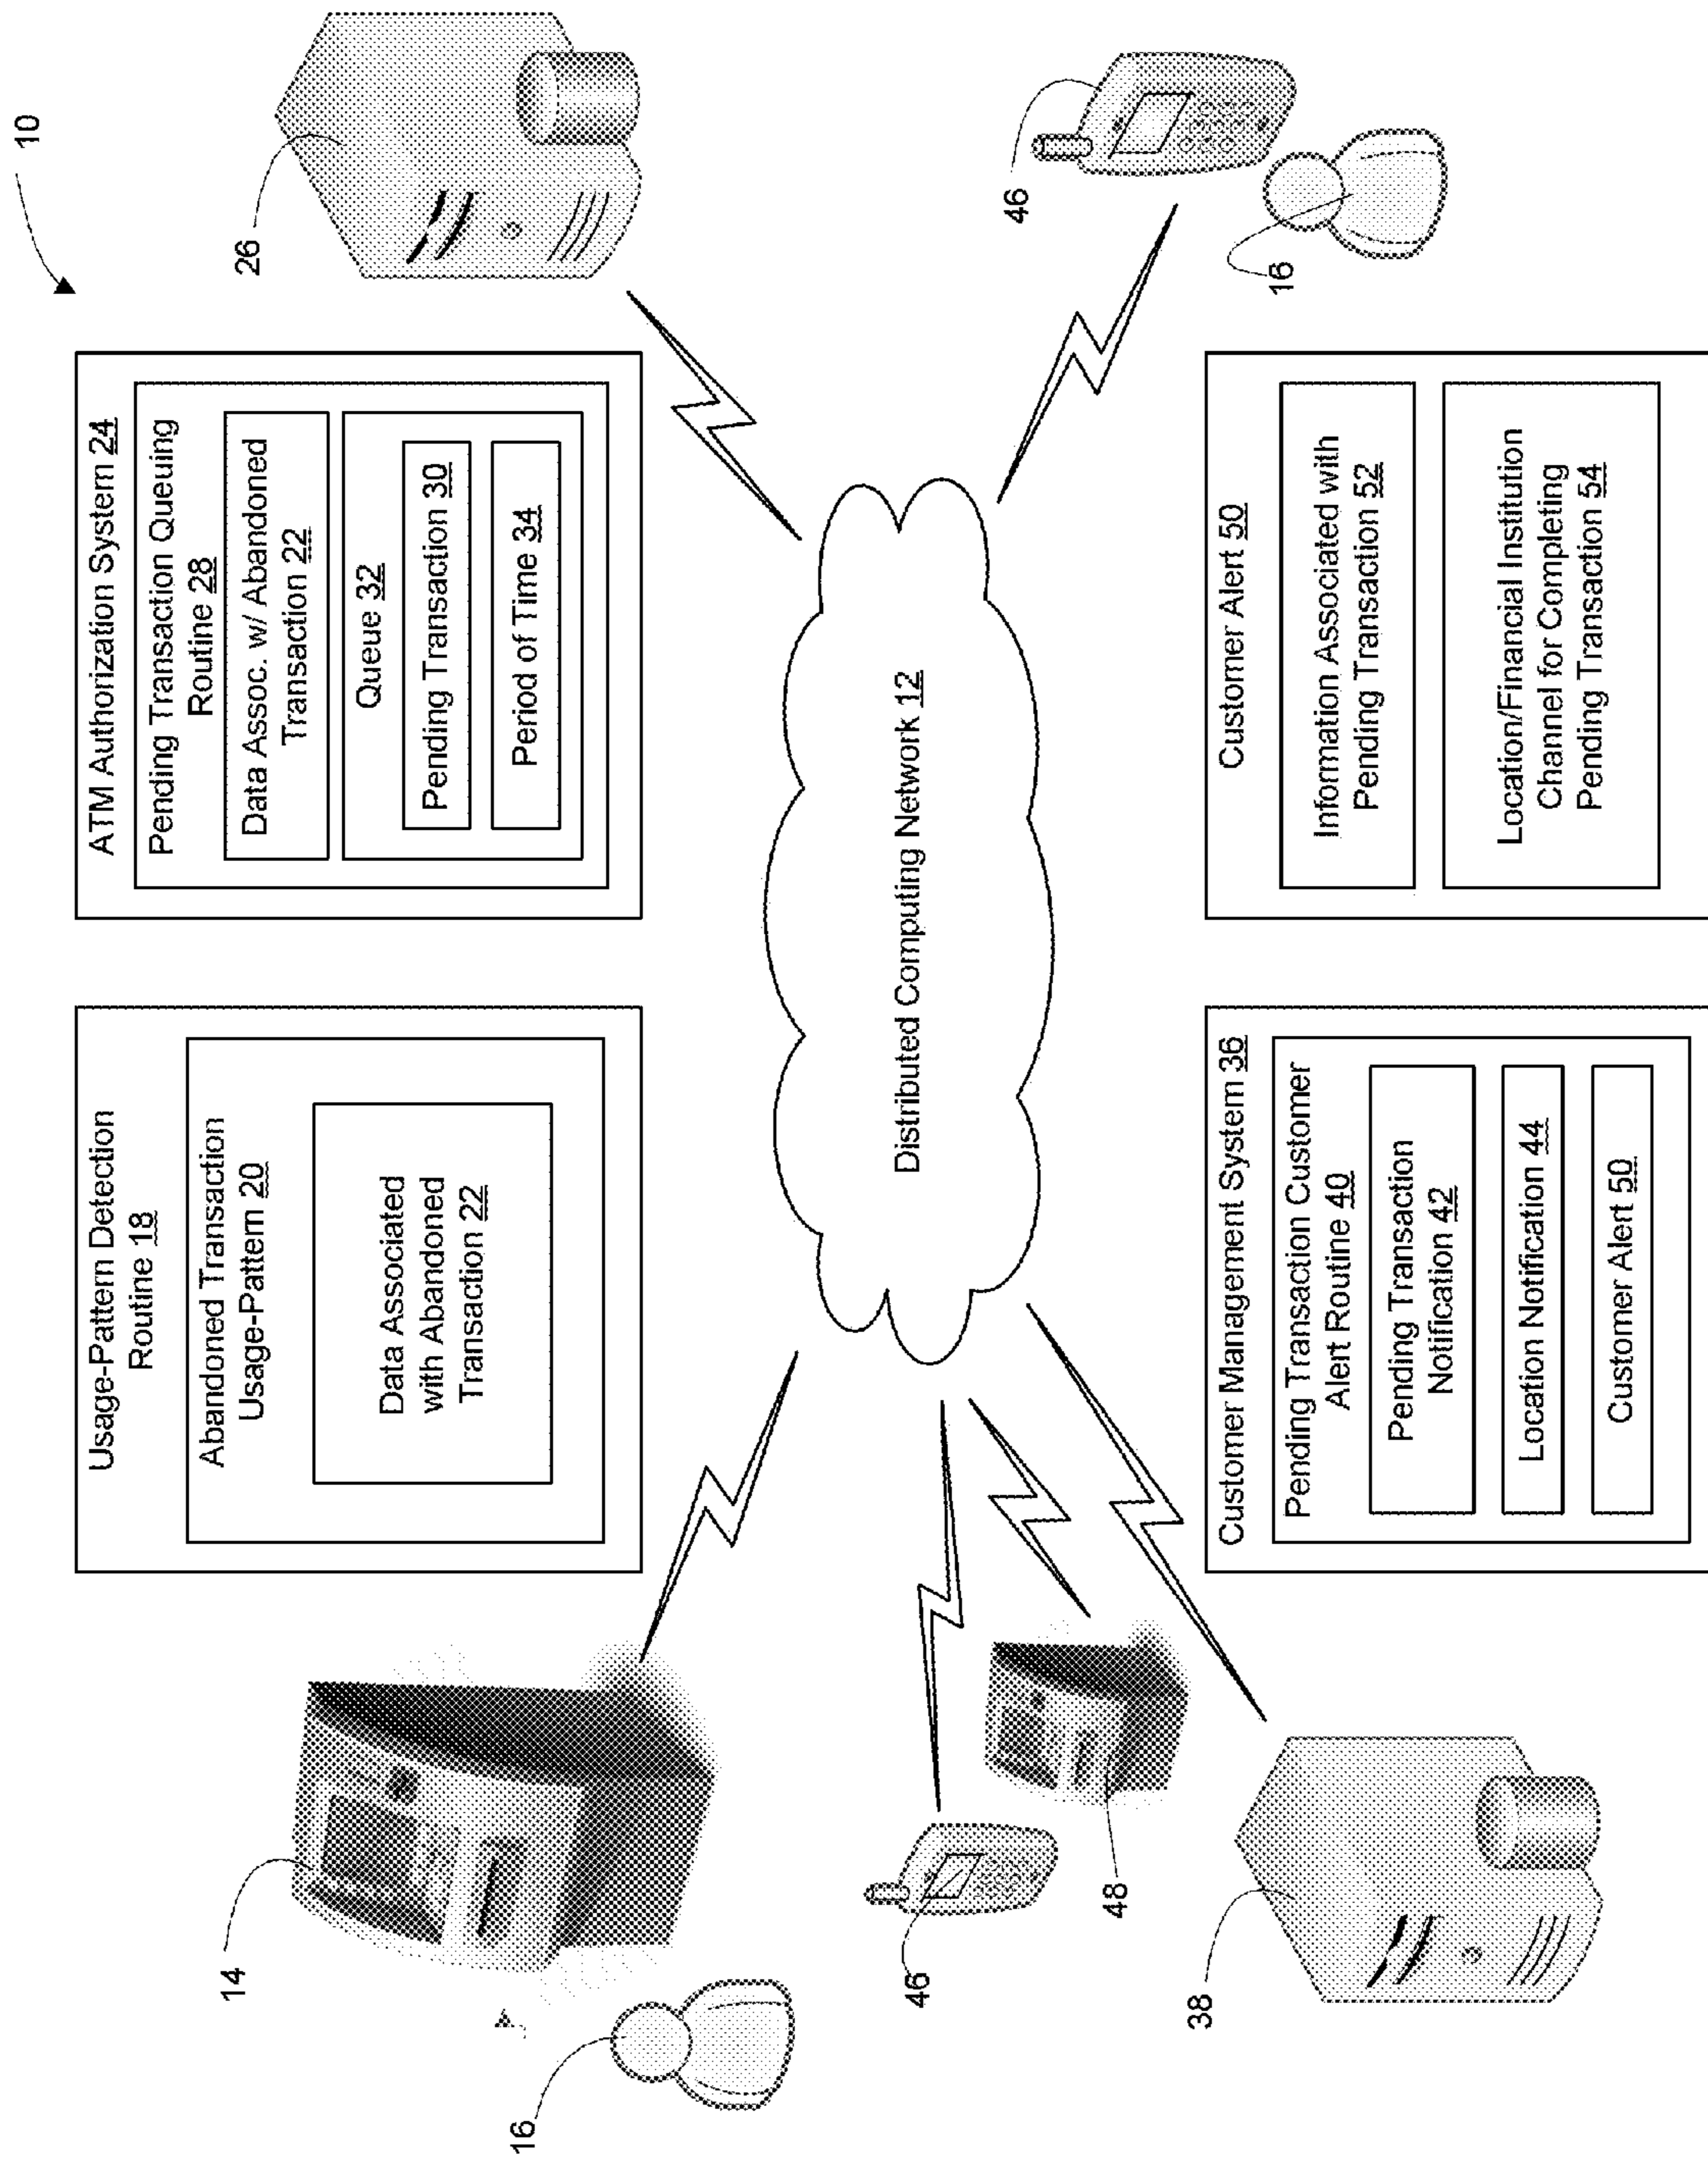 10
14
16
Usage-Pattern Detection
Routine 18
Abandoned Transaction
Usage-Pattern 20
Data Associated
with Abandoned
Transaction 22
ATM Authorization System 24
Pending Transaction Queuing
Routine 28
Data Assoc. w/ Abandoned
Transaction 22
Queue 32
Pending Transaction 30
Period of Time 34
26
Distributed Computing Network 12
46
48
38
Customer Management System 36
Pending Transaction Customer
Alert Routine 40
Pending Transaction
Notification 42
Location Notification 44
Customer Alert 50
Customer Alert 50
Information Associated with
Pending Transaction 52
Location/Financial Institution
Channel for Completing
Pending Transaction 54
46
16